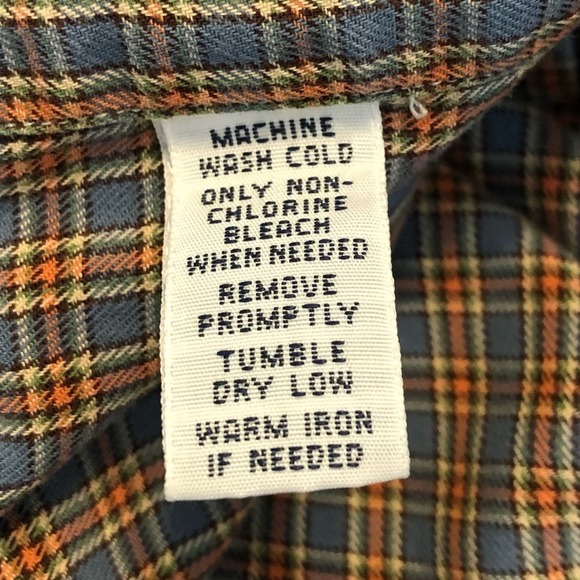 MACHINE
WASH COLD
ONLY NON-
CHLORINE
BLEACH
WHEN NEEDED
REMOVE
PROMPTLY
TUMBLE
DRY LOW
WARM IRON
IF NEEDED